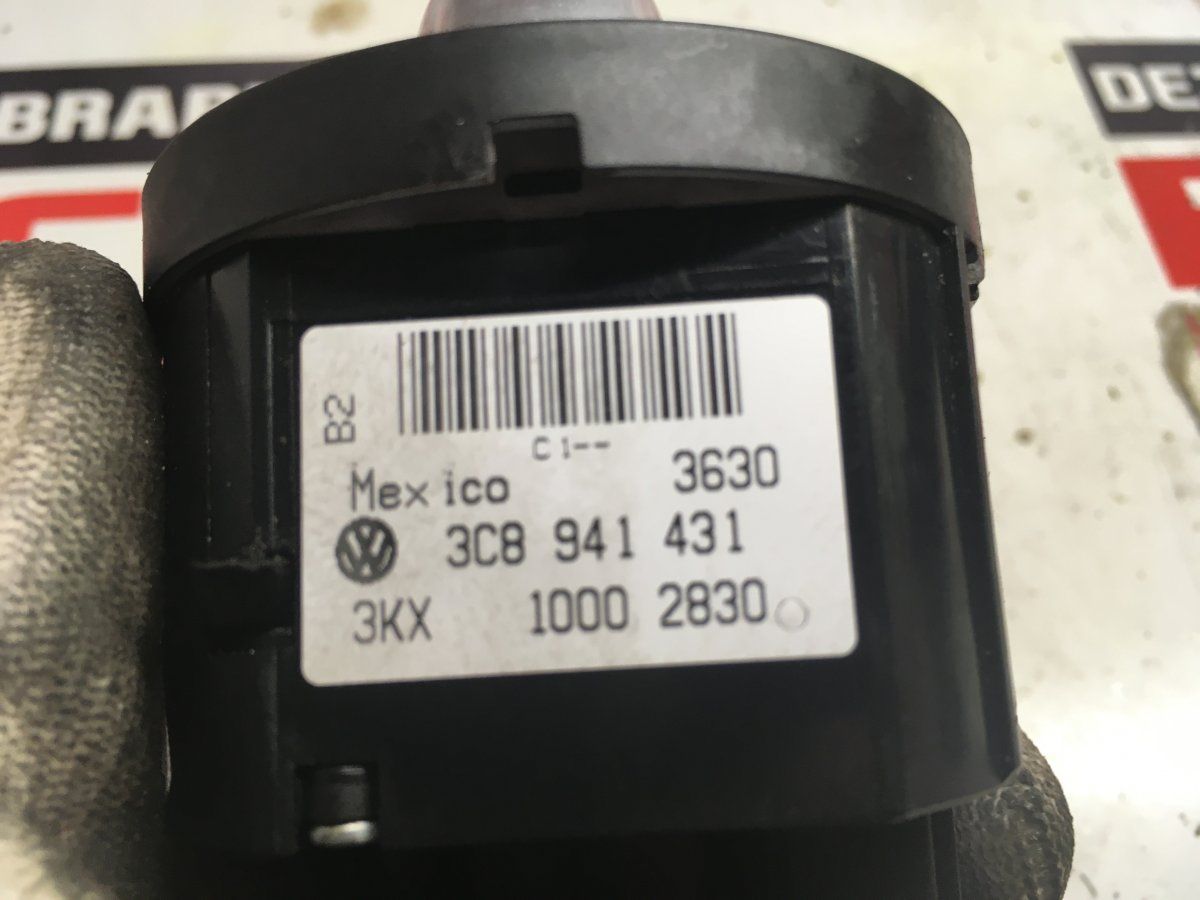 B2
C1--
Mexico 3630
3C8 941 431
3KX 1000 2830